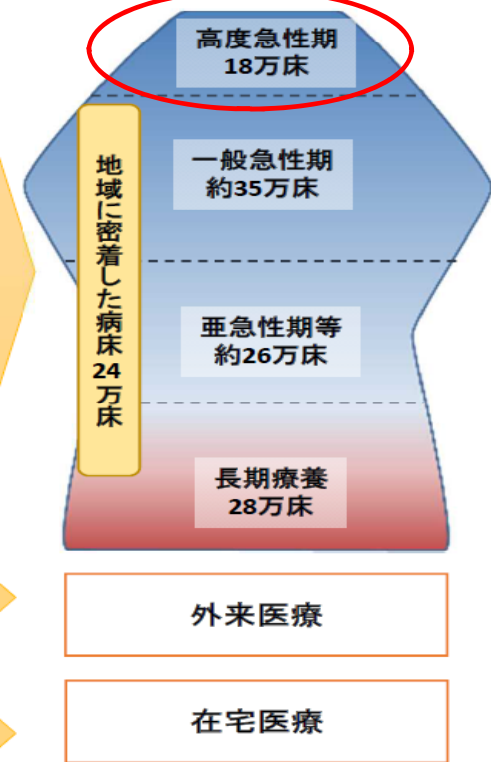 高度急性期
18万床
一般急性期
約35万床
地域に密着した病床24万床
亜急性期等
約26万床
長期療養
28万床
外来医療
在宅医療